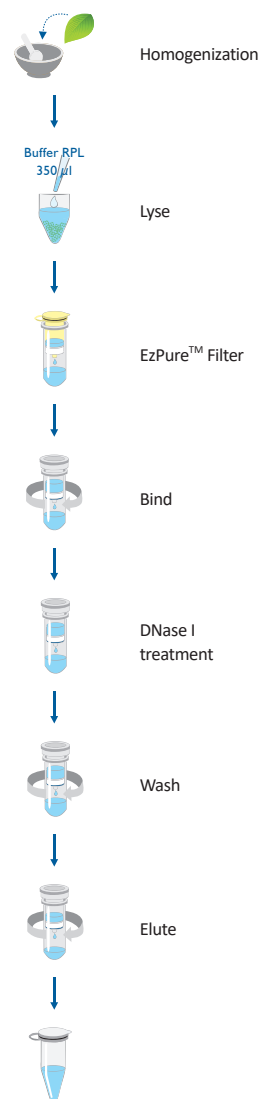 Homogenization
Buffer RPL
350 µl
Lyse
EzPure™ Filter
Bind
DNase I
treatment
Wash
Elute